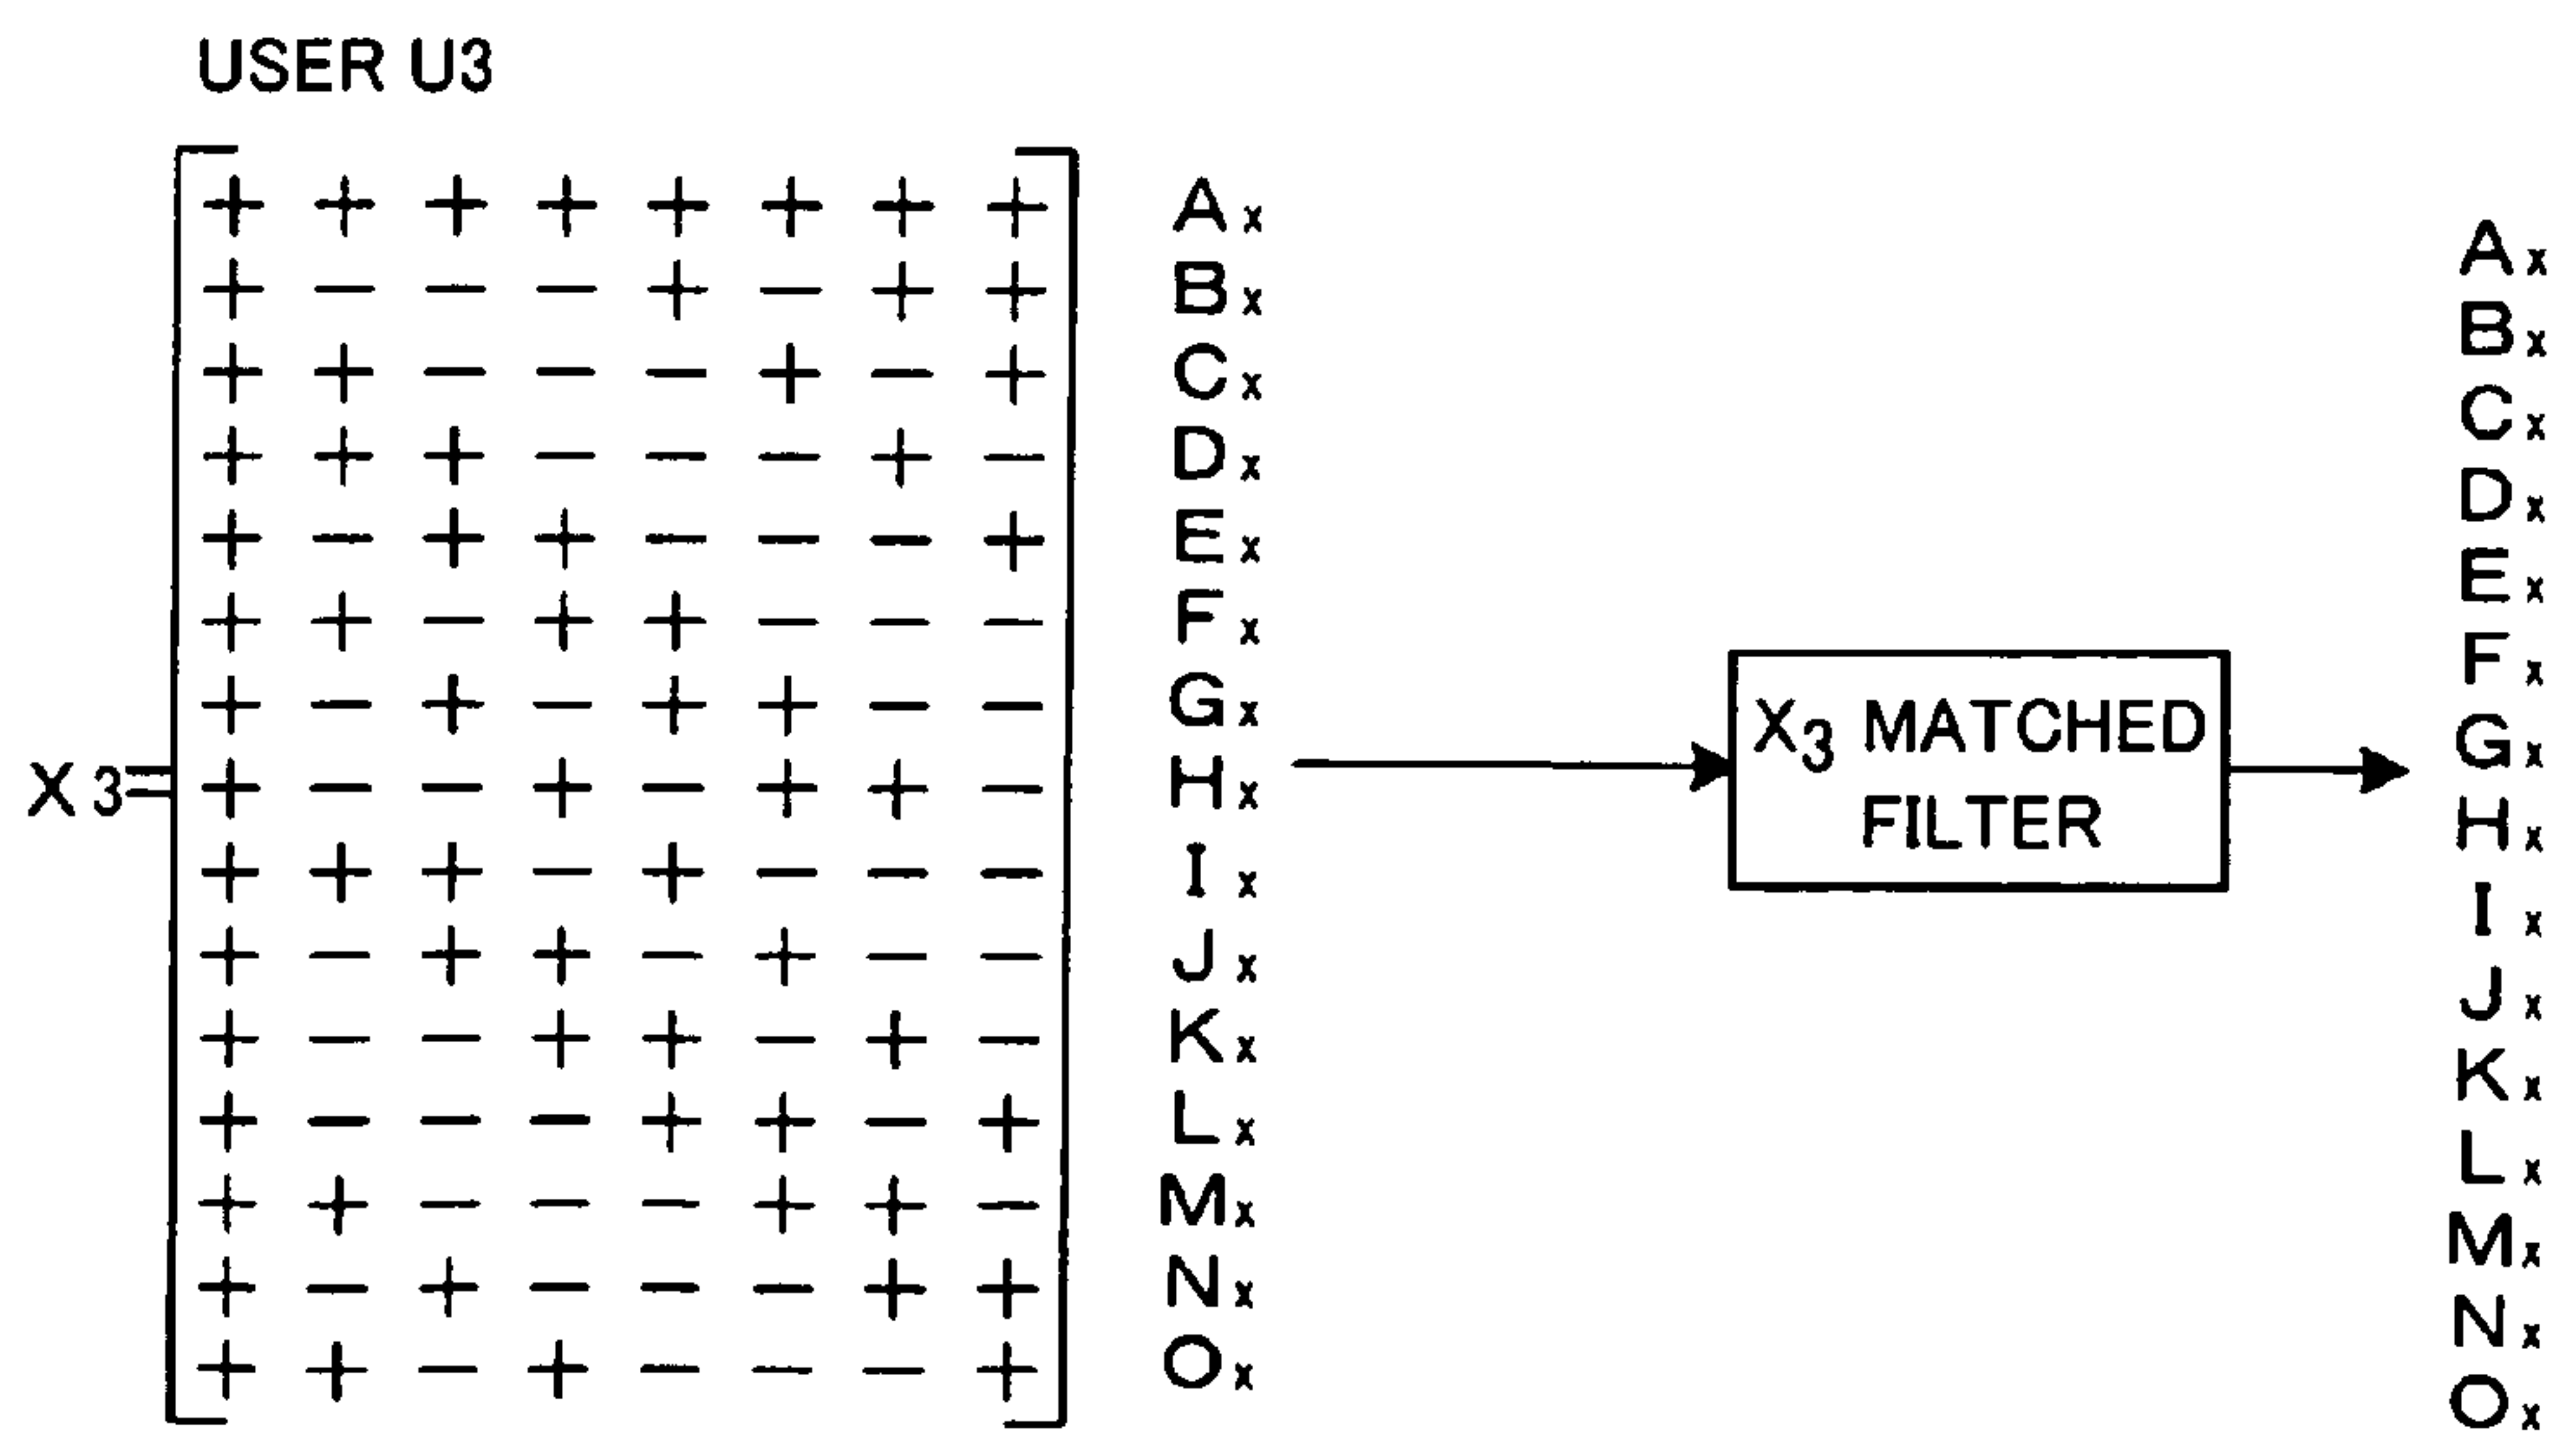 USER U3
+ + + + + + + + Ax
+ − − − + − + + Bx
+ + − − − + − + Cx
+ + + − − − + − Dx
+ − + + − − − + Ex
+ + − + + − − − Fx
+ − + − + + − − Gx
X3= + − − + − + + − Hx
+ + + − + − − − Ix
+ − + + − + − − Jx
+ − − + + − + − Kx
+ − − − + + − + Lx
+ + − − − + + − Mx
+ − + − − − + + Nx
+ + − + − − − + Ox
X3 MATCHED
FILTER
Ax
Bx
Cx
Dx
Ex
Fx
Gx
Hx
Ix
Jx
Kx
Lx
Mx
Nx
Ox